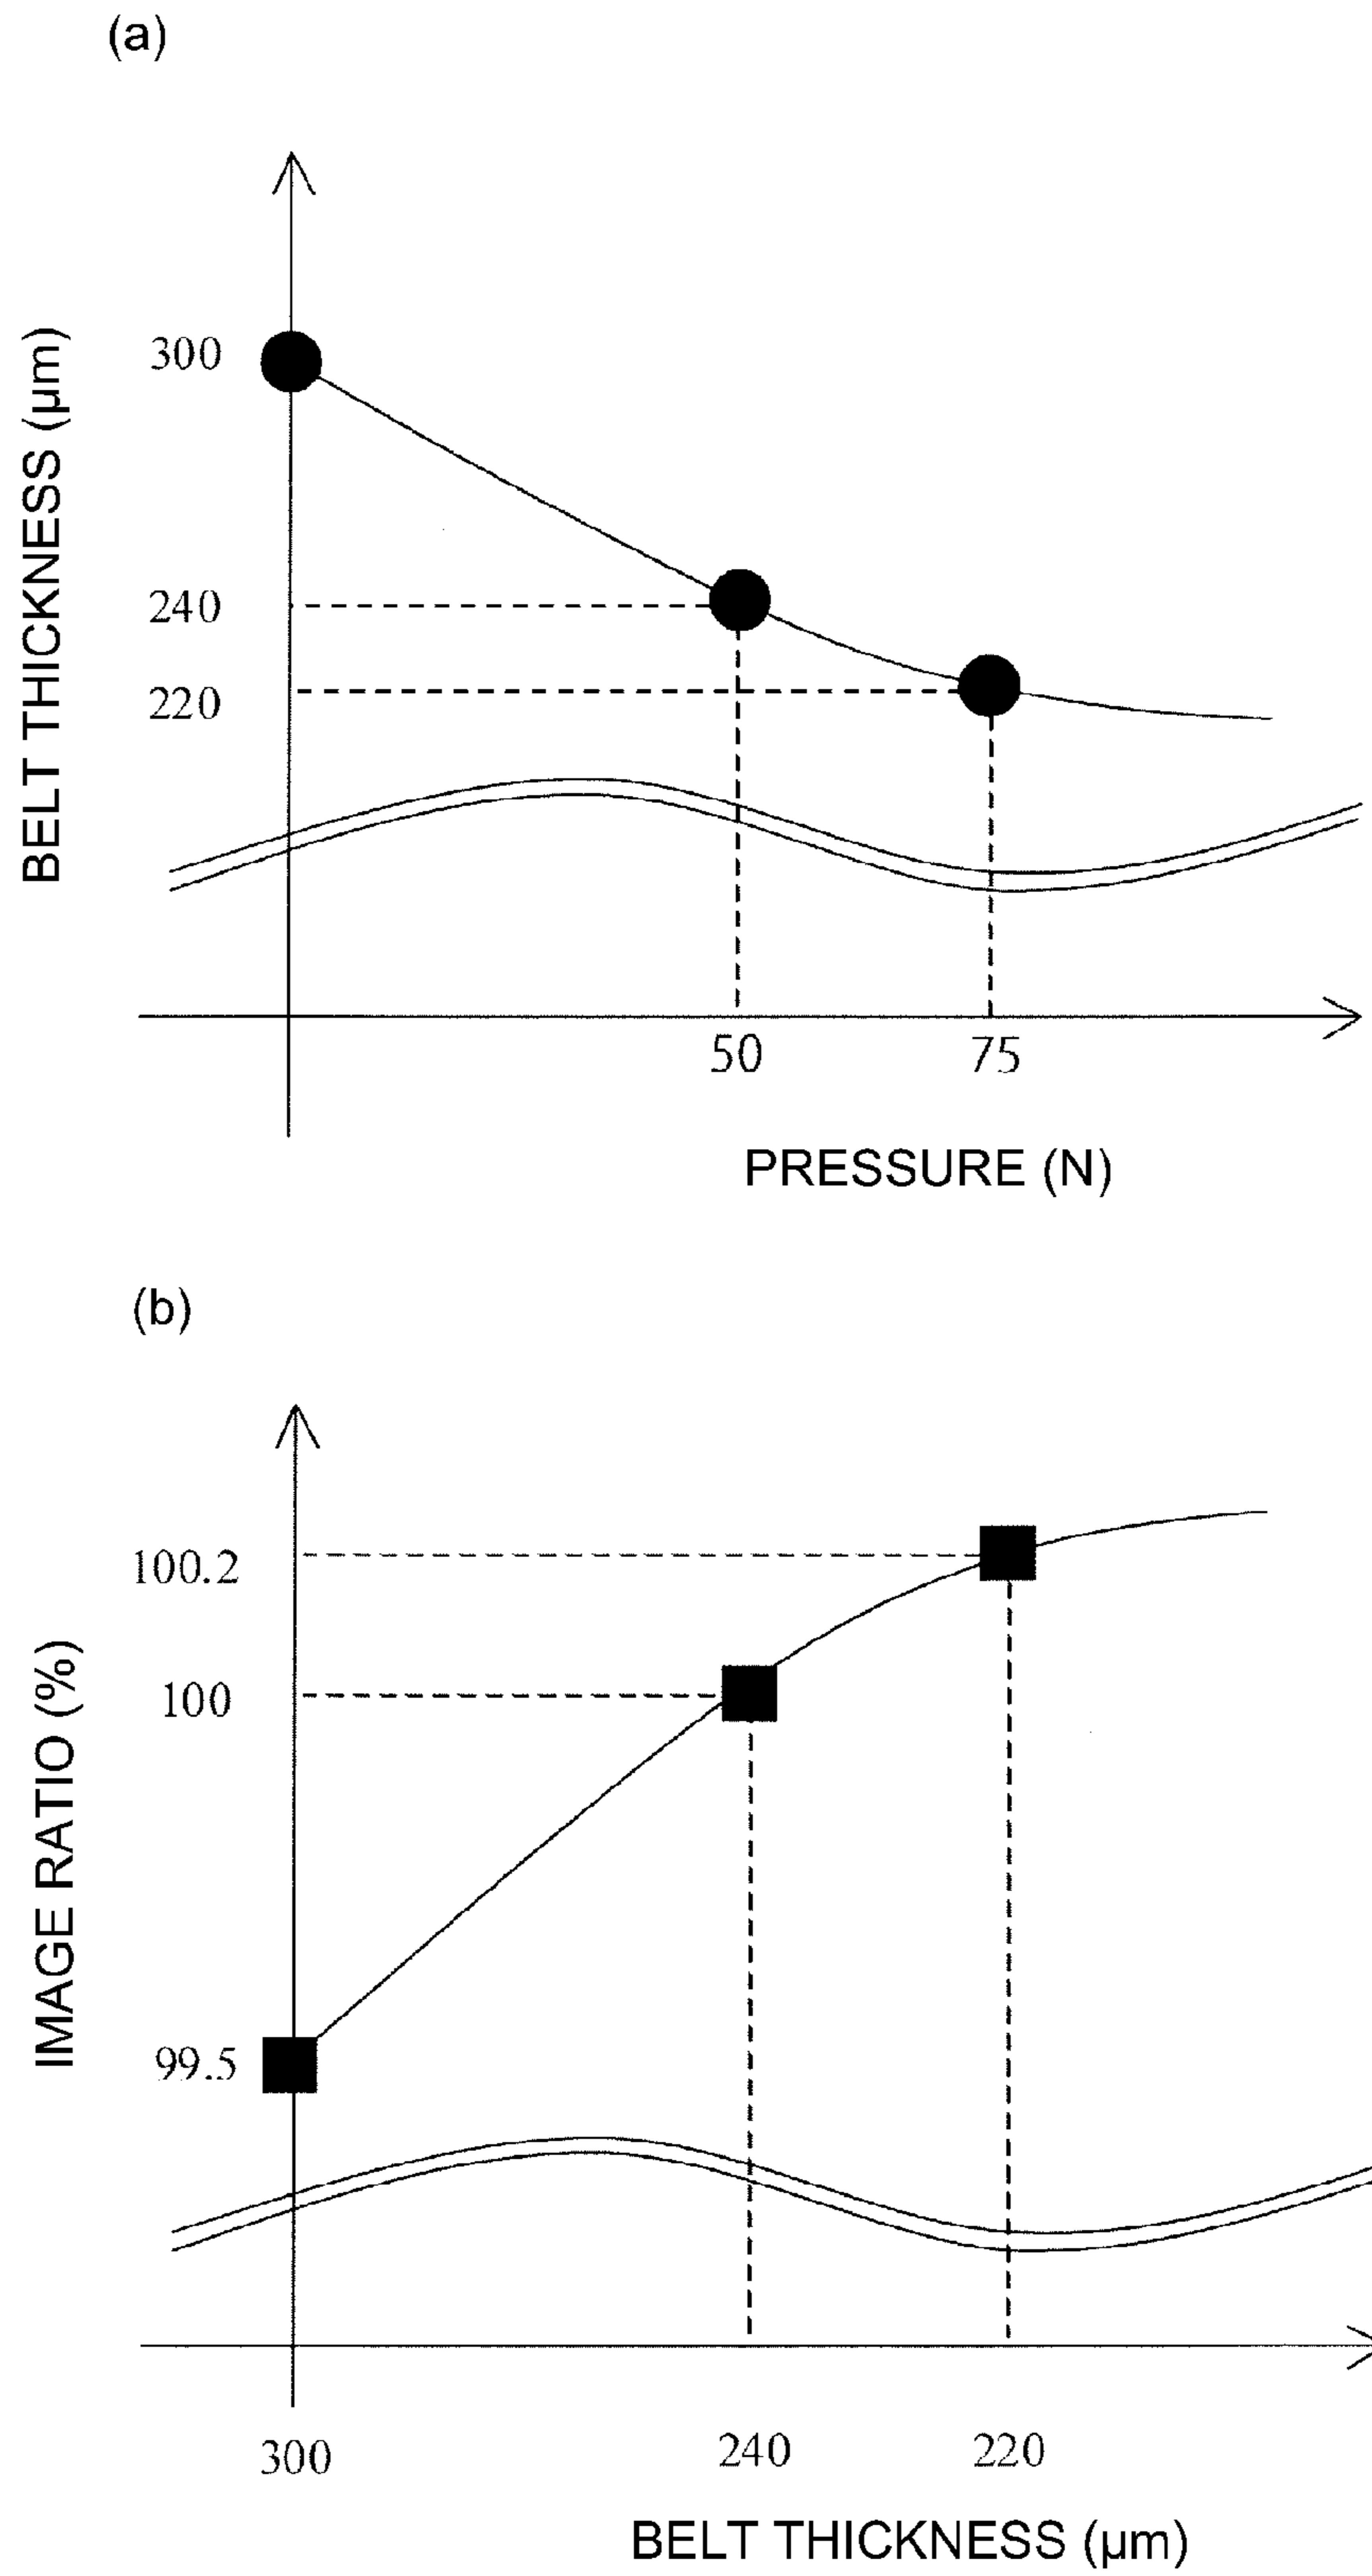 (a)
BELT THICKNESS (µm)
300
240
220
50
75
PRESSURE (N)
(b)
IMAGE RATIO (%)
100.2
100
99.5
300
240
220
BELT THICKNESS (µm)